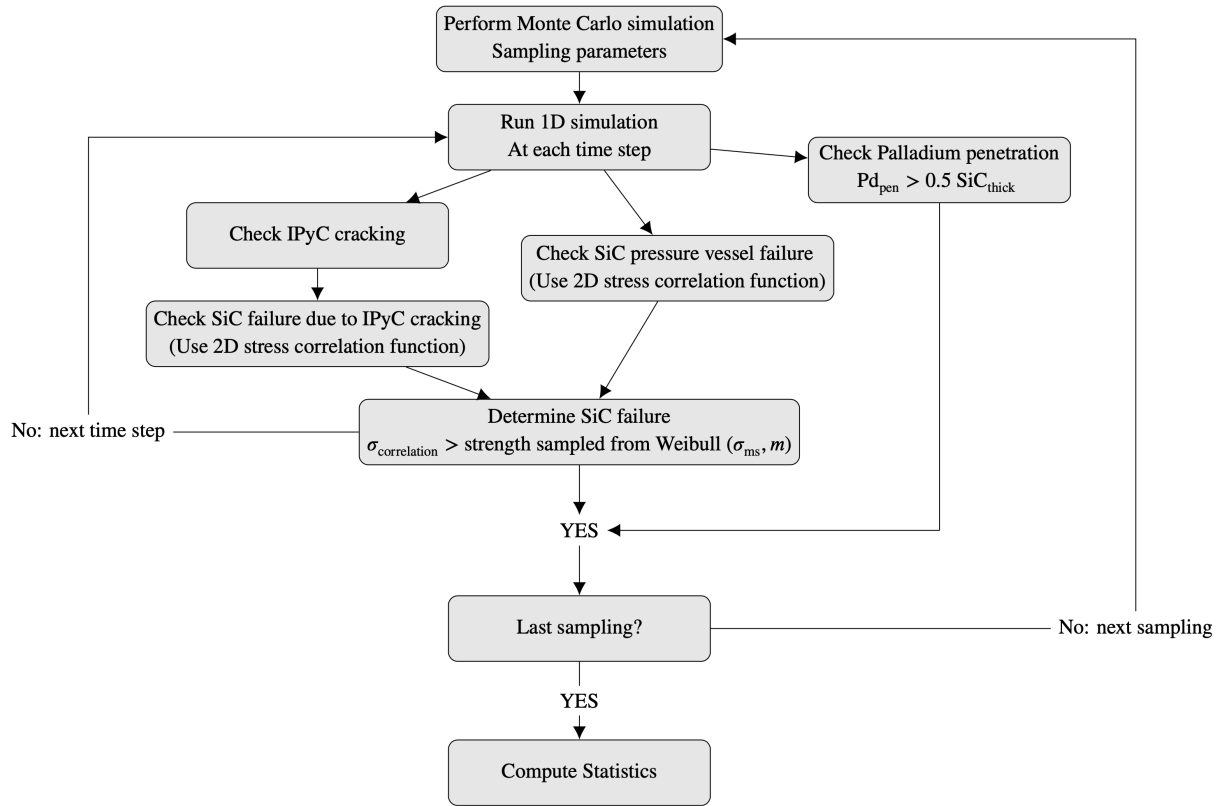 Perform Monte Carlo simulation
Sampling parameters
Run 1D simulation
At each time step
Check Palladium penetration
Pd_pen > 0.5 SiC_thick
Check IPyC cracking
Check SiC pressure vessel failure
(Use 2D stress correlation function)
Check SiC failure due to IPyC cracking
(Use 2D stress correlation function)
Determine SiC failure
σ_correlation > strength sampled from Weibull (σ_ms, m)
No: next time step
YES
Last sampling?
No: next sampling
YES
Compute Statistics